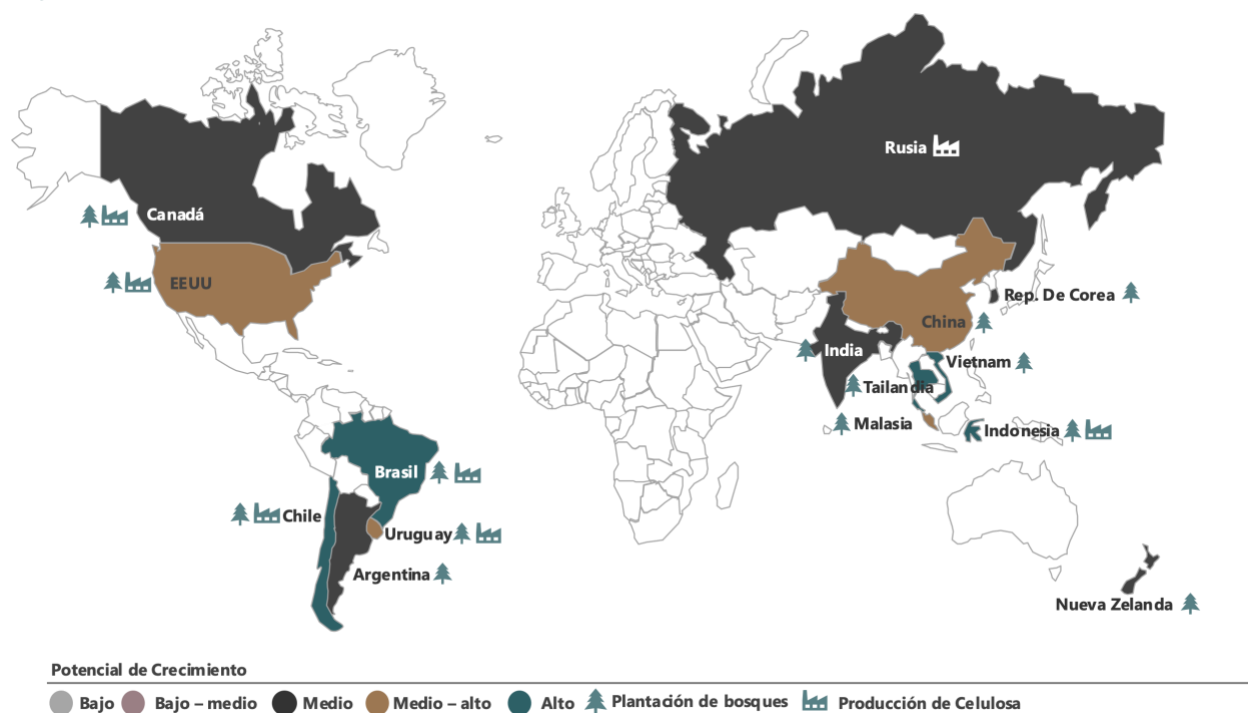 Rusia
Canadá
EEUU
Rep. De Corea
China
India
Vietnam
Tailandia
Malasia
Indonesia
Brasil
Chile
Uruguay
Argentina
Nueva Zelanda
Potencial de Crecimiento
Bajo Bajo – medio Medio Medio – alto Alto Plantación de bosques Producción de Celulosa